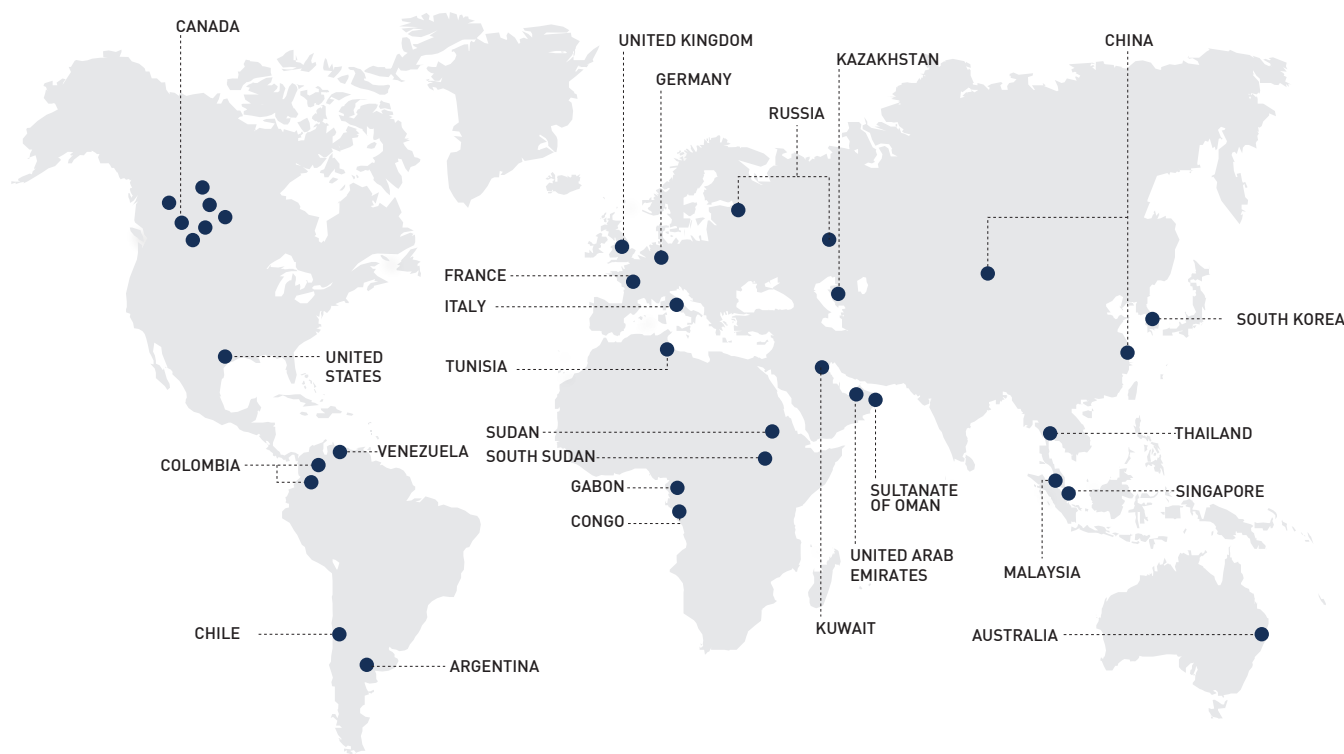 CANADA
UNITED KINGDOM
CHINA
KAZAKHSTAN
GERMANY
RUSSIA
FRANCE
ITALY
SOUTH KOREA
UNITED
STATES
TUNISIA
SUDAN
THAILAND
VENEZUELA
SOUTH SUDAN
COLOMBIA
GABON
SULTANATE
OF OMAN
SINGAPORE
CONGO
UNITED ARAB
EMIRATES
MALAYSIA
KUWAIT
CHILE
AUSTRALIA
ARGENTINA